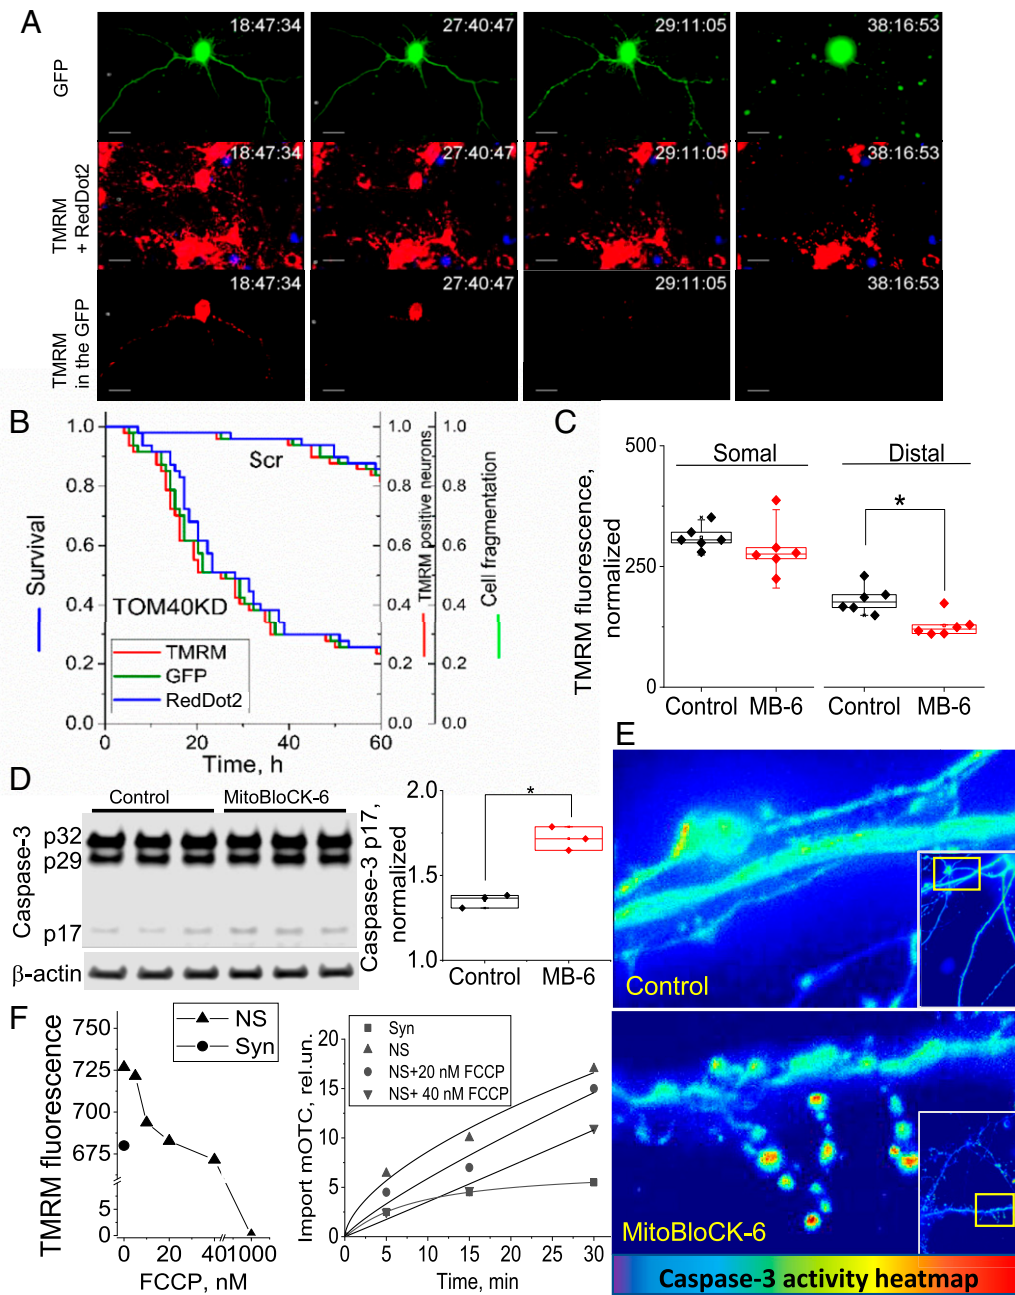 A
GFP
18:47:34
27:40:47
29:11:05
38:16:53
TMRM
+ RedDot2
18:47:34
27:40:47
29:11:05
38:16:53
TMRM
in the GFP
18:47:34
27:40:47
29:11:05
38:16:53
B
Survival
1.0
0.8
0.6
0.4
0.2
0.0
Scr
TOM40KD
TMRM
GFP
RedDot2
0
20
40
60
Time, h
1.0
0.8
0.6
0.4
0.2
0.0
TMRM positive neurons
1.0
0.8
0.6
0.4
0.2
0.0
Cell fragmentation
C
TMRM fluorescence,
normalized
500
250
0
Somal
Distal
*
Control
MB-6
Control
MB-6
D
Control
MitoBloCK-6
Caspase-3
p32
p29
p17
β-actin
Caspase-3 p17,
normalized
2.0
1.5
1.0
*
Control
MB-6
E
Control
MitoBloCK-6
Caspase-3 activity heatmap
F
TMRM fluorescence
750
725
700
675
5
0
NS
Syn
0
20
40
1000
FCCP, nM
Import mOTC, rel.un.
20
15
10
5
0
Syn
NS
NS+20 nM FCCP
NS+ 40 nM FCCP
0
5
10
15
20
25
30
Time, min